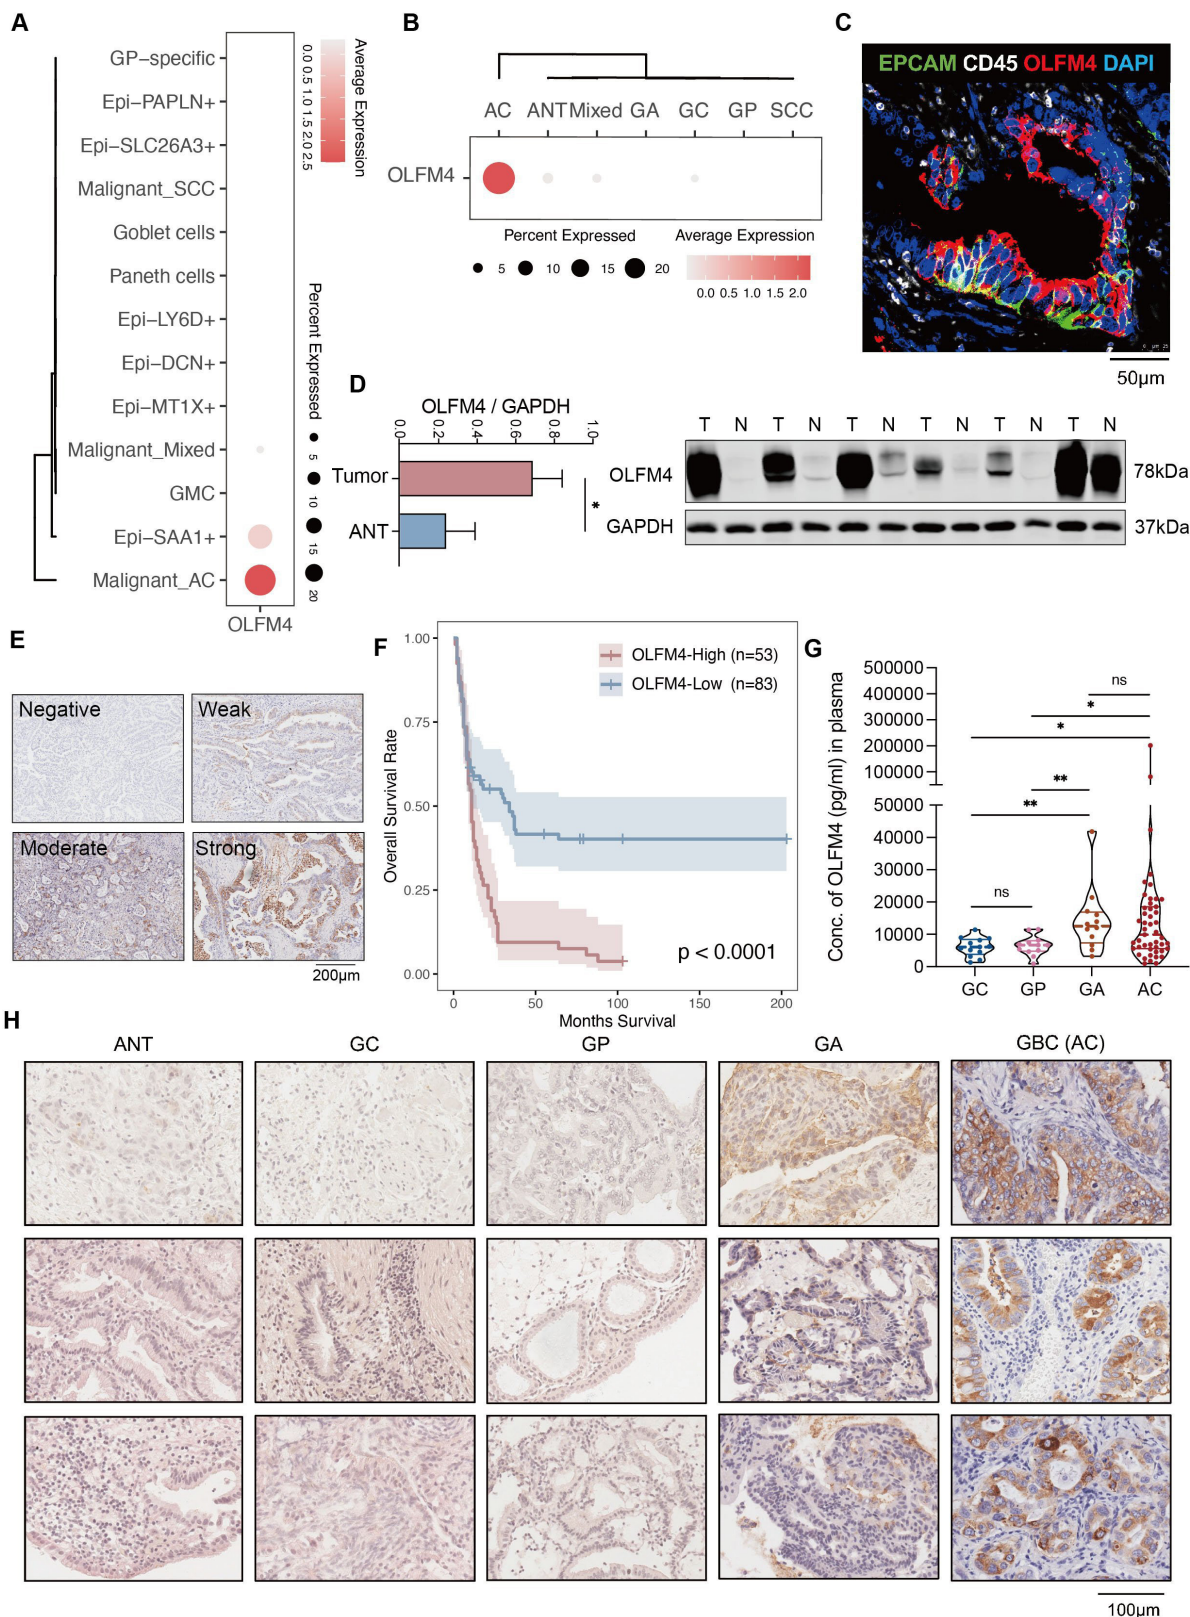 A
GP–specific
Epi–PAPLN+
Epi–SLC26A3+
Malignant_SCC
Goblet cells
Paneth cells
Epi–LY6D+
Epi–DCN+
Epi–MT1X+
Malignant_Mixed
GMC
Epi–SAA1+
Malignant_AC
OLFM4
Average Expression
0.0 0.5 1.0 1.5 2.0 2.5
Percent Expressed
5
10
15
20
B
AC ANT Mixed GA GC GP SCC
OLFM4
Percent Expressed
5 10 15 20
Average Expression
0.0 0.5 1.0 1.5 2.0
C
EPCAM CD45 OLFM4 DAPI
50μm
D
OLFM4 / GAPDH
0.0 0.2 0.4 0.6 0.8 1.0
Tumor
ANT
*
T N T N T N T N T N T N
OLFM4 78kDa
GAPDH 37kDa
E
Negative Weak
Moderate Strong
200μm
F
Overall Survival Rate
1.00
0.75
0.50
0.25
0.00
OLFM4-High (n=53)
OLFM4-Low (n=83)
p < 0.0001
0 50 100 150 200
Months Survival
G
Conc. of OLFM4 (pg/ml) in plasma
500000
400000
300000
200000
100000
50000
40000
30000
20000
10000
0
ns
*
*
**
**
ns
GC GP GA AC
H
ANT GC GP GA GBC (AC)
100μm